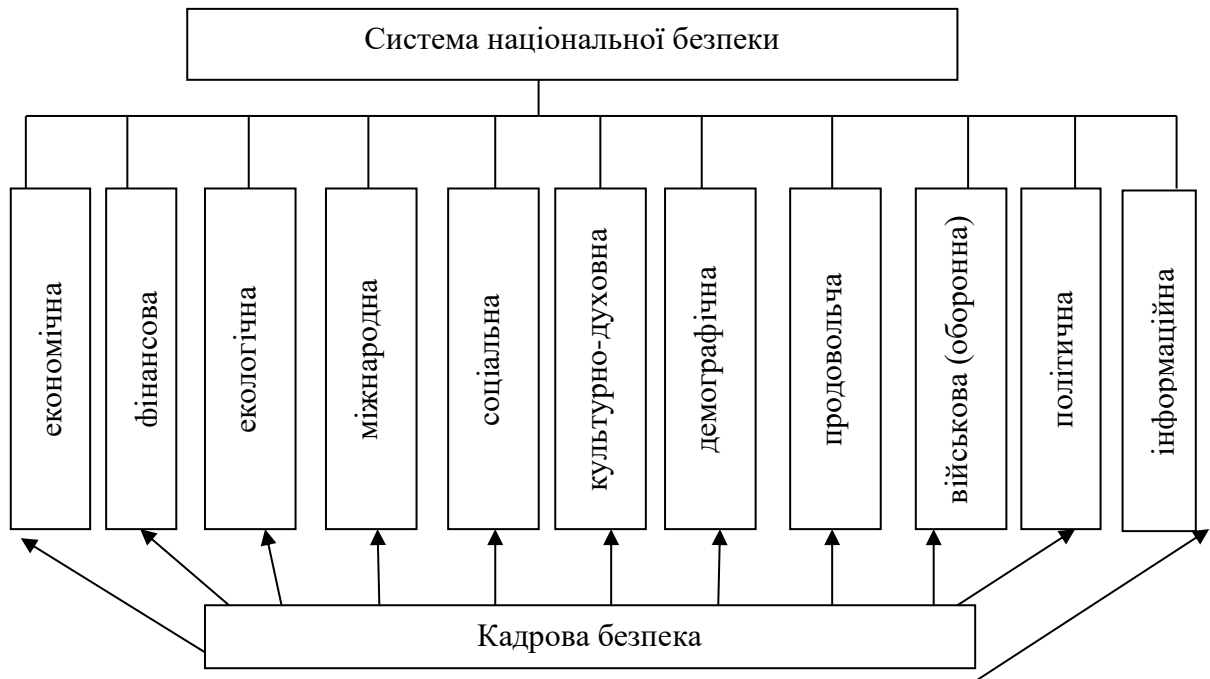 Система національної безпеки
економічна
фінансова
екологічна
міжнародна
соціальна
культурно-духовна
демографічна
продовольча
військова (оборонна)
політична
інформаційна
Кадрова безпека